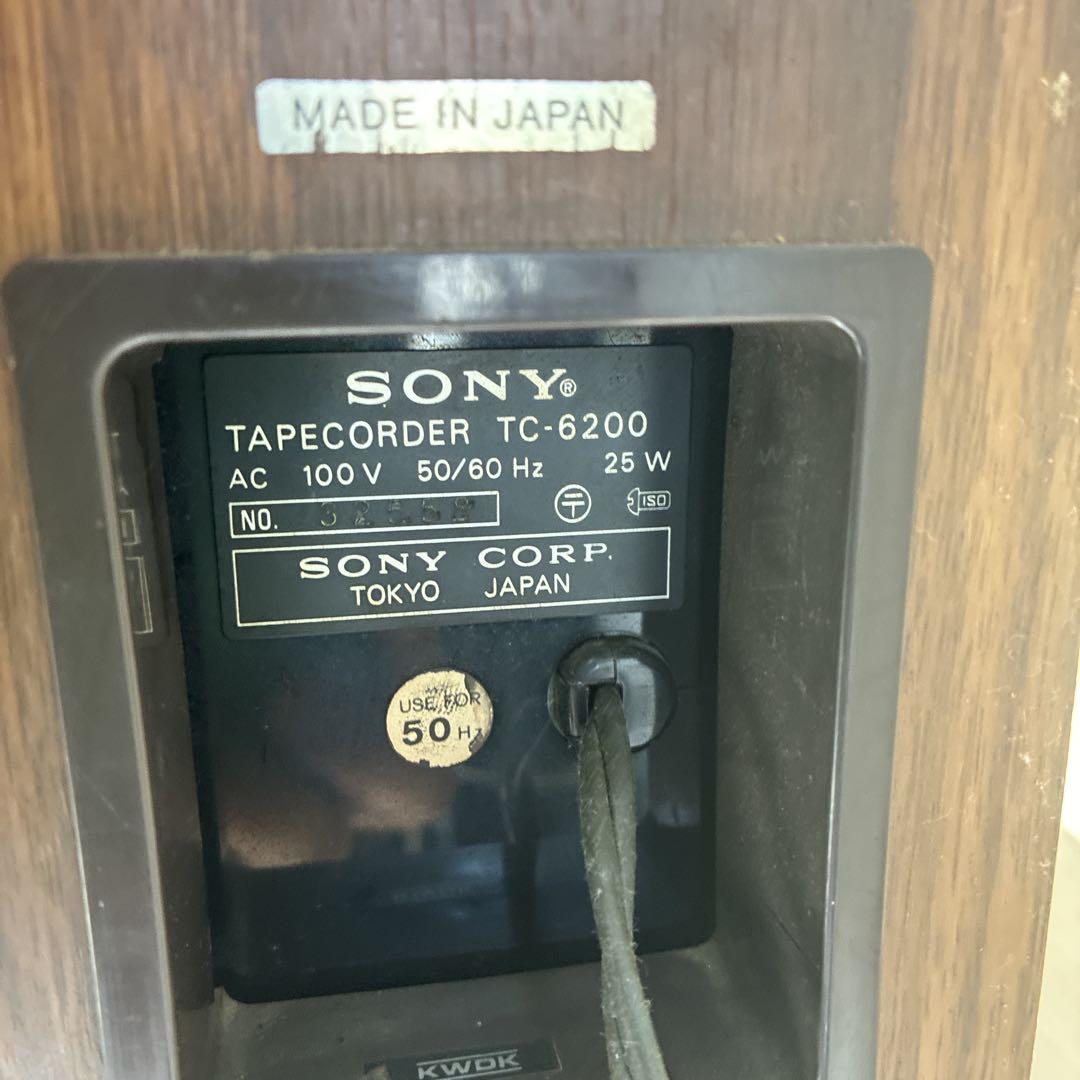 MADE IN JAPAN
SONY®
TAPECORDER TC-6200
AC 100V 50/60 Hz 25 W
NO.
〒 ISO
SONY CORP.
TOKYO JAPAN
USE FOR
50 Hz
KWDK